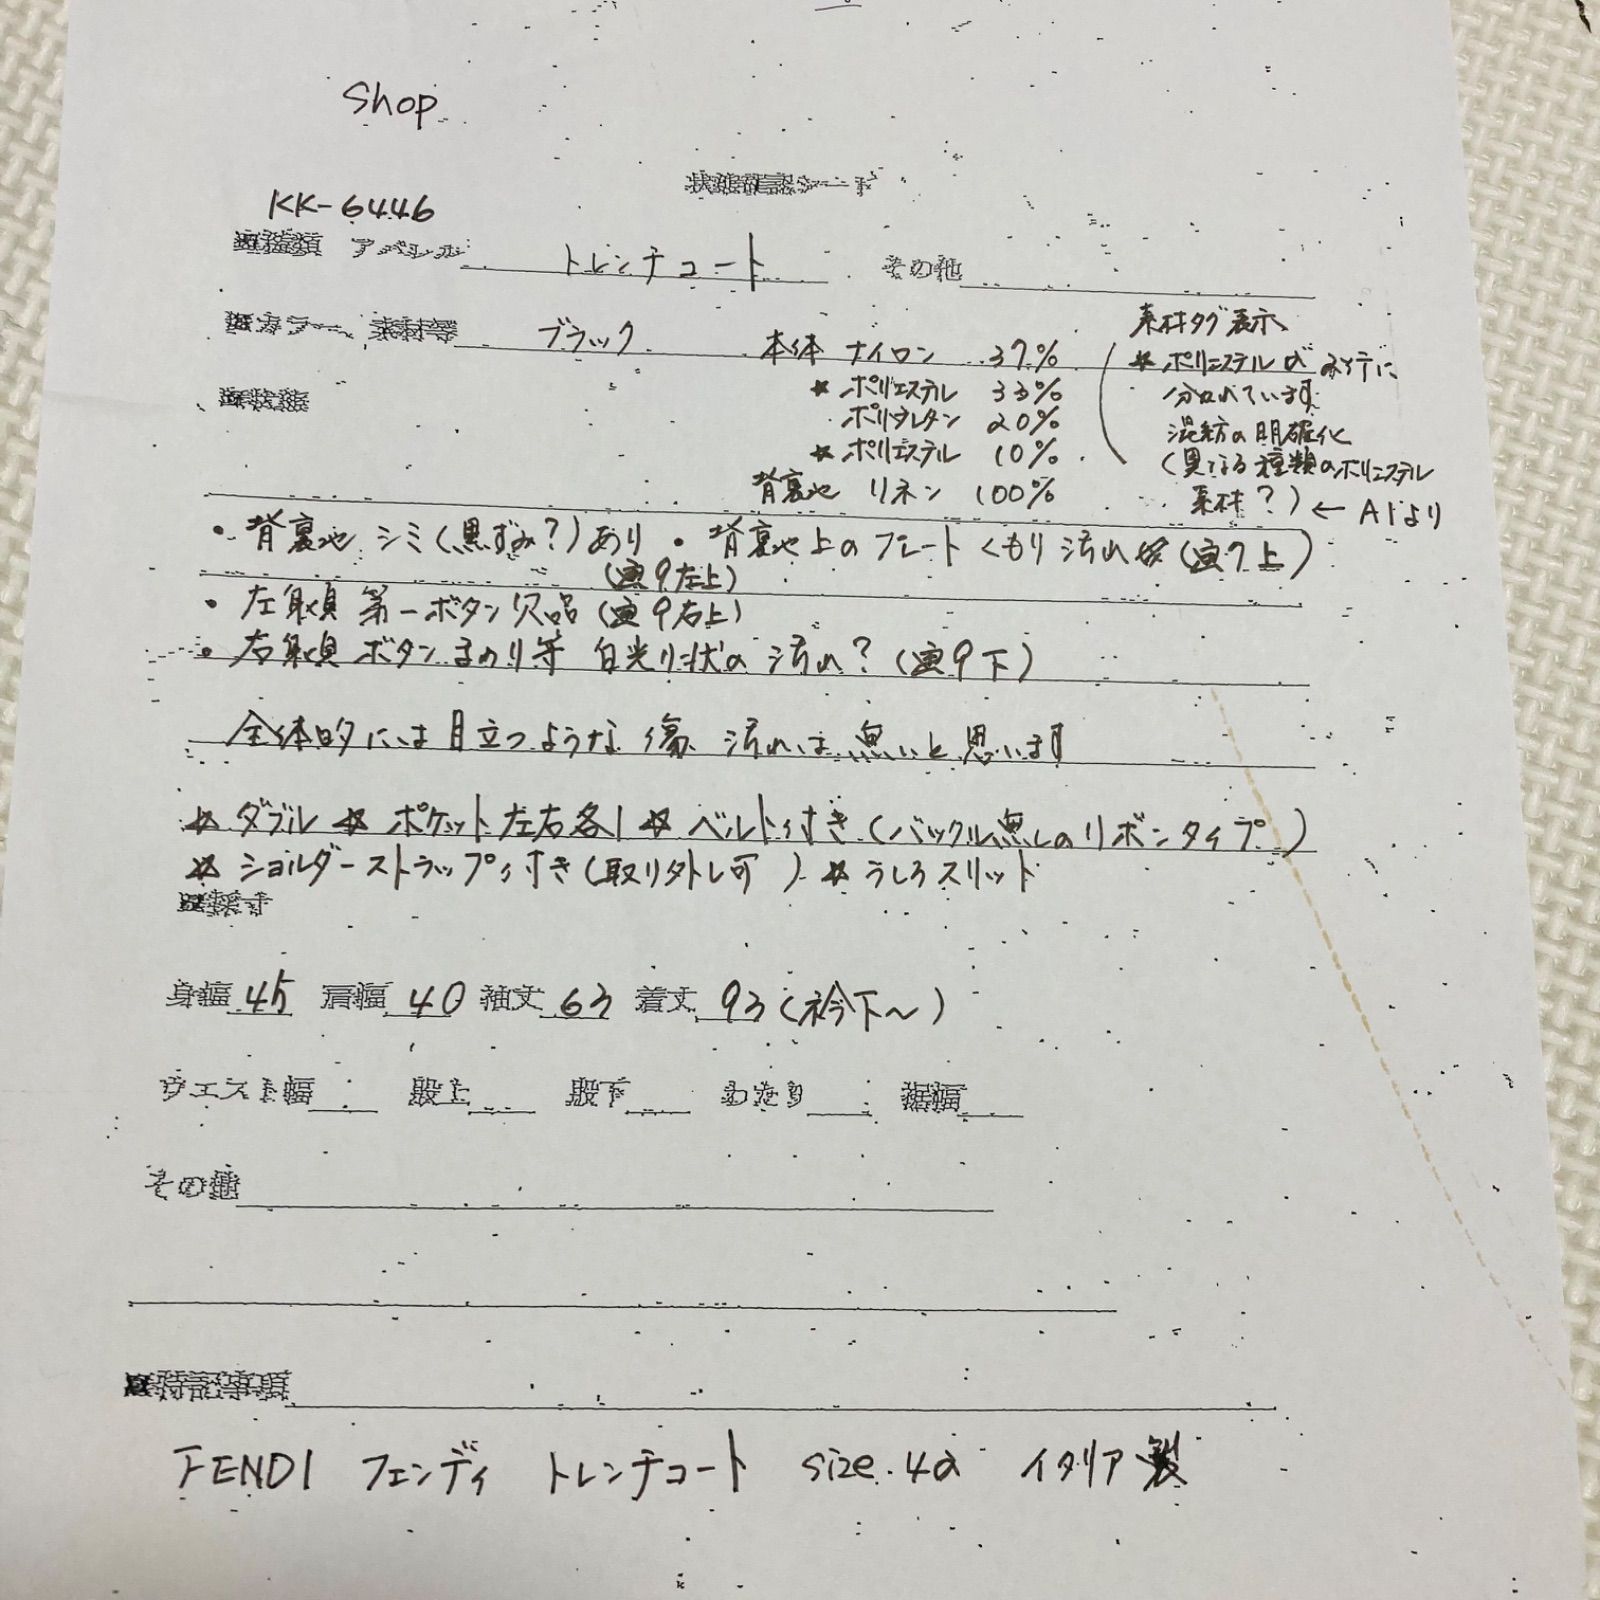 Shop
状態確認シート
KK-6446
アパレル トレンチコート その他
カラー、素材等 ブラック 本体 ナイロン 37%
★ポリエステル 33%
ポリウレタン 20%
★ポリエステル 10%
背裏地 リネン 100%
素材タグ表示
★ポリエステルが2行に
分かれています
混紡の明確化
(異なる種類のポリエステル
素材?) ← AIより
■状態
・背裏地 シミ(黒ずみ?)あり ・背裏地上のプレートくもり汚れ等(画7上)
(画9左上)
・左肩 第一ボタン欠品(画9右上)
・右肩 ボタンまわり等 白光り状の汚れ?(画9下)
全体的には目立つような傷、汚れは無いと思います
★ダブル ★ポケット左右各1 ★ベルト付き(バックル無しのリボンタイプ)
★ショルダーストラップ付き(取り外し可) ★うしろスリット
■採寸
身幅 45 肩幅 40 袖丈 63 着丈 93(衿下〜)
ウエスト幅 股上 股下 わたり 裾幅
その他
■特記事項
FENDI フェンディ トレンチコート size.42 イタリア製